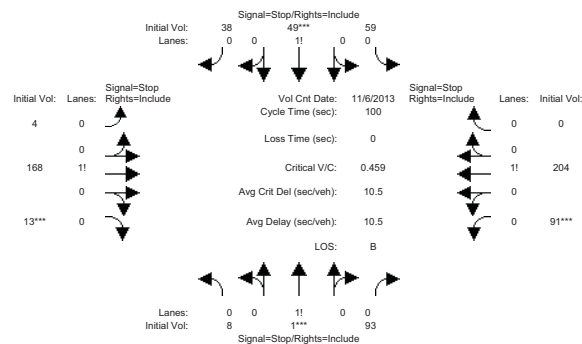 Signal=Stop/Rights=Include
Initial Vol: 38 49*** 59
Lanes: 0 0 1! 0 0
Signal=Stop
Initial Vol: Lanes: Rights=Include
Vol Cnt Date: 11/6/2013
Signal=Stop
Rights=Include Lanes: Initial Vol:
Cycle Time (sec): 100
4 0 0 0
Loss Time (sec): 0
0 0
168 1! Critical V/C: 0.459 1! 204
0 Avg Crit Del (sec/veh): 10.5 0
13*** 0 Avg Delay (sec/veh): 10.5 0 91***
LOS: B
Lanes: 0 0 1! 0 0
Initial Vol: 8 1*** 93
Signal=Stop/Rights=Include